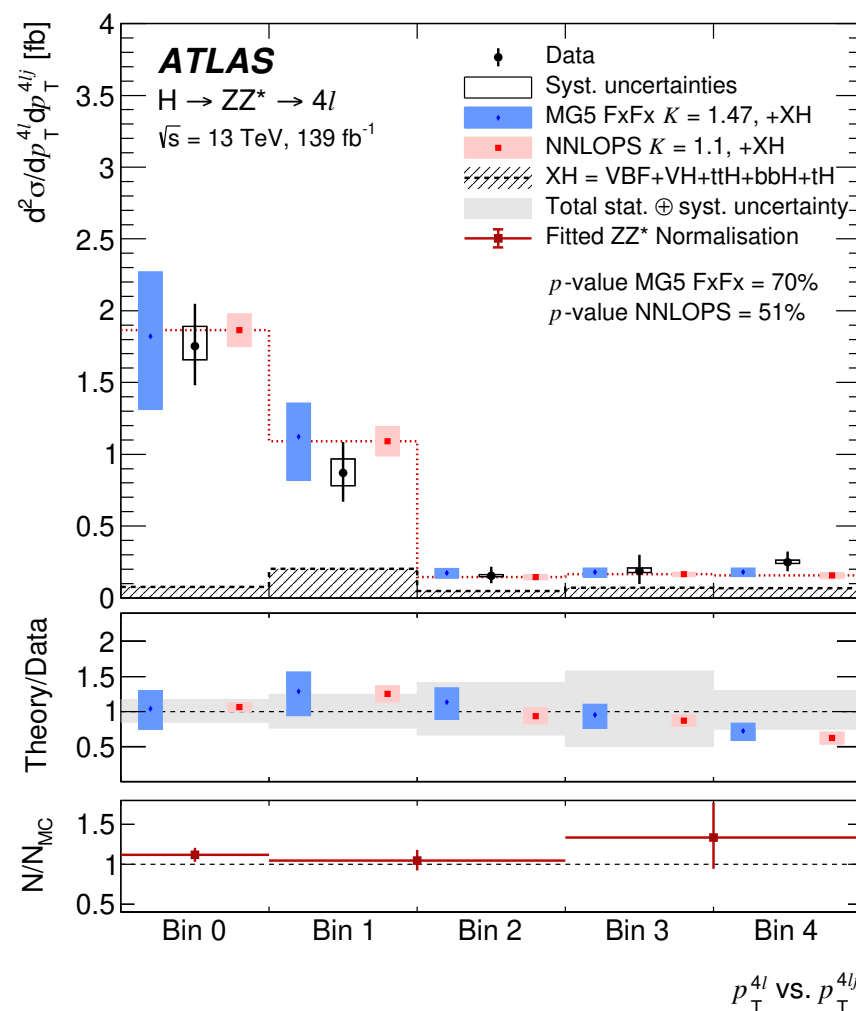 d²σ/dp_T^{4l}dp_T^{4lj} [fb]
4
3.5
3
2.5
2
1.5
1
0.5
0
ATLAS
H → ZZ* → 4l
√s = 13 TeV, 139 fb⁻¹
Data
Syst. uncertainties
MG5 FxFx K = 1.47, +XH
NNLOPS K = 1.1, +XH
XH = VBF+VH+ttH+bbH+tH
Total stat. ⊕ syst. uncertainty
Fitted ZZ* Normalisation
p-value MG5 FxFx = 70%
p-value NNLOPS = 51%
Theory/Data
2
1.5
1
0.5
N/N_MC
1.5
1
0.5
Bin 0 Bin 1 Bin 2 Bin 3 Bin 4
p_T^{4l} vs. p_T^{4lj}